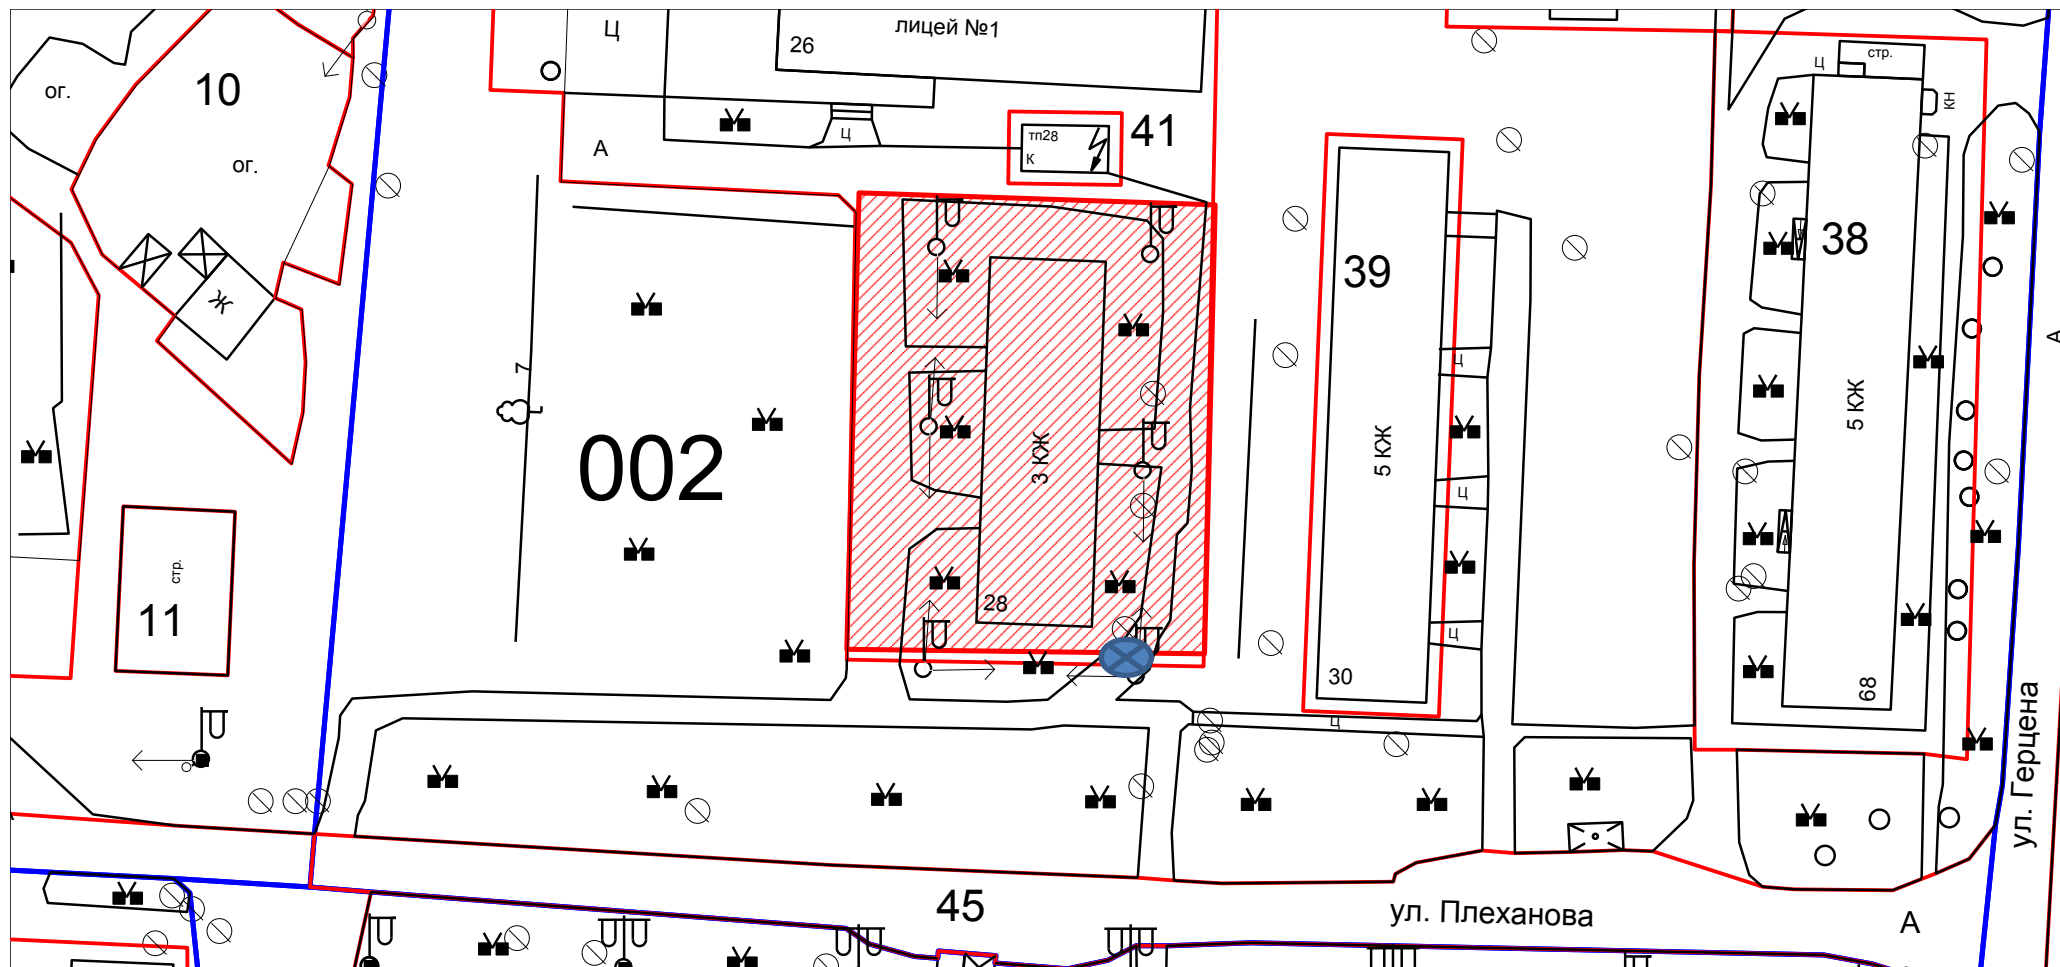 Ц
лицей №1
26
стр.
Ц
ог.
10
КН
тп28
41
Ц
А
К
ог.
38
39
Ж
А
7
Ц
5 КЖ
5 КЖ
3 КЖ
002
Ц
стр.
28
11
Ц
30
68
Ц
ул. Герцена
45
ул. Плеханова
А